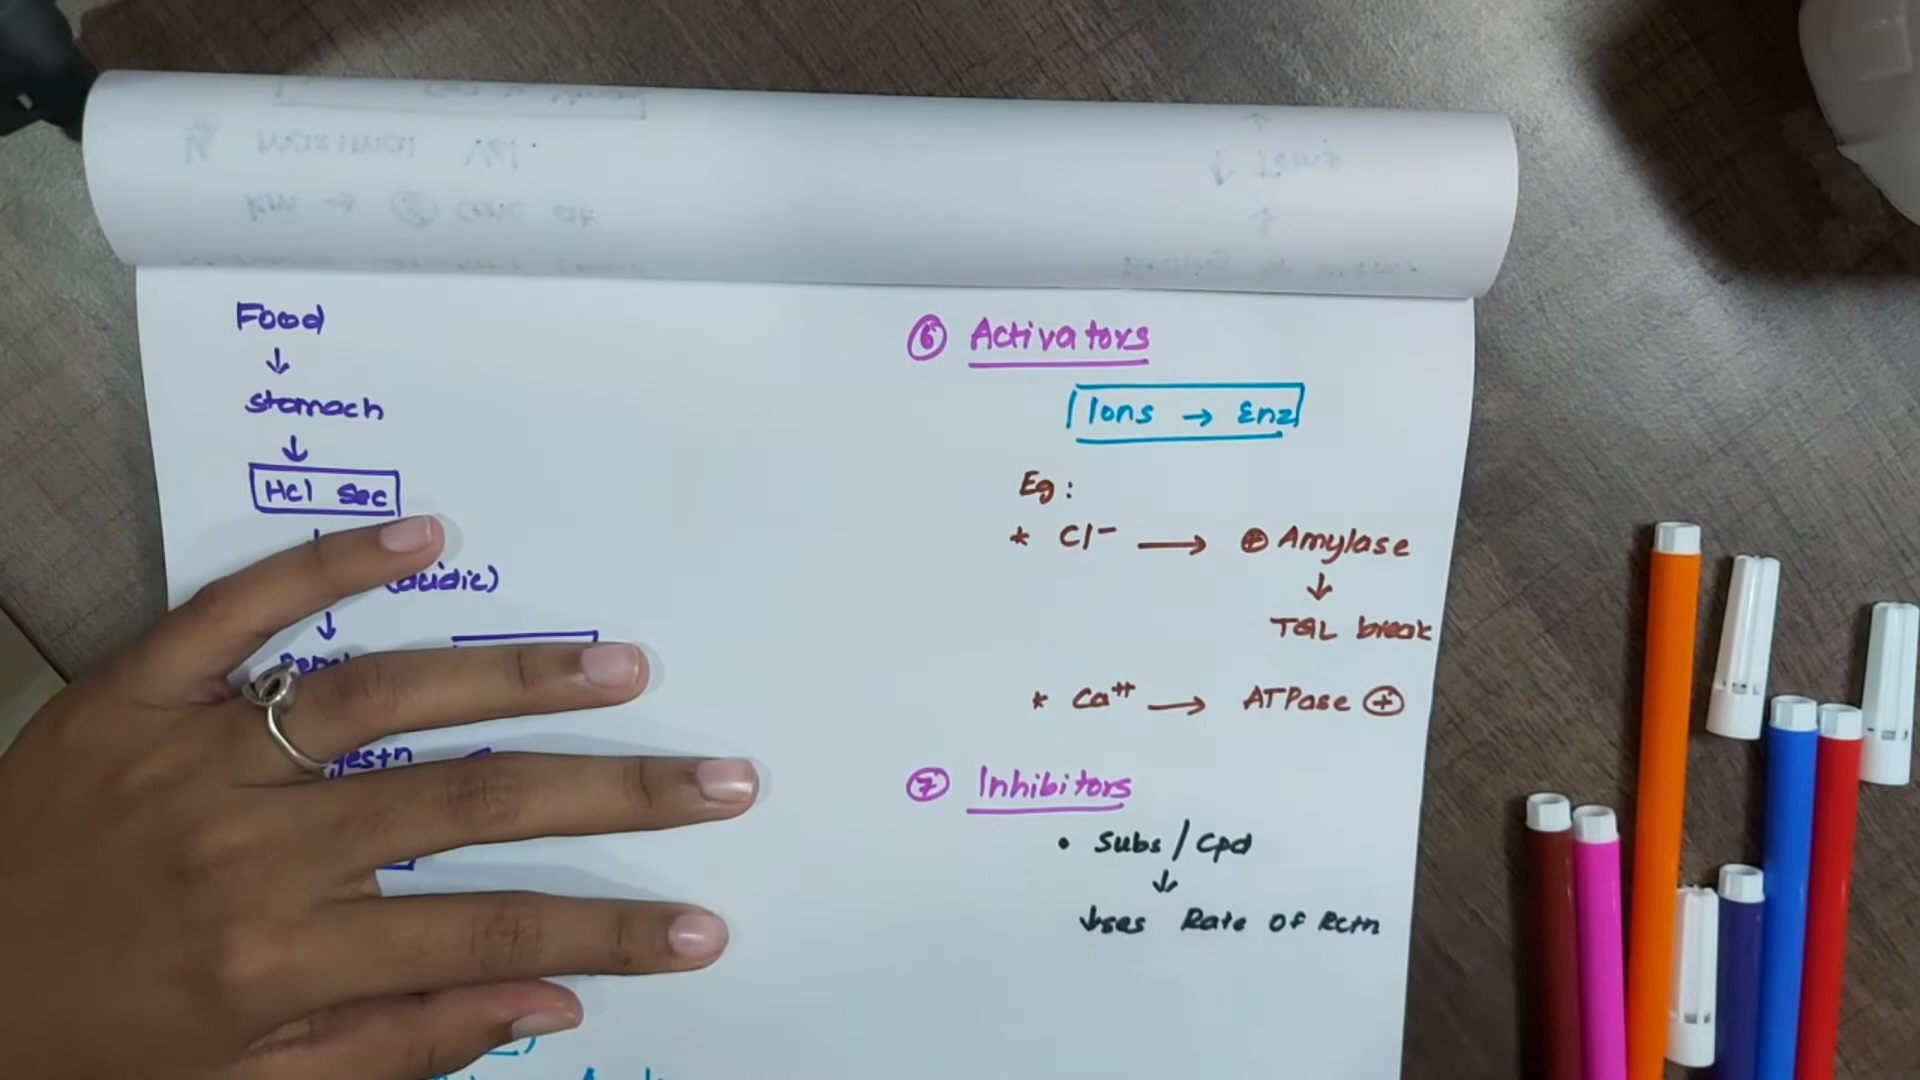 Food
↓
stomach
↓
Hcl sec
(acidic)
↓
⑥ Activators
Ions → Enz
Eg :
* Cl⁻ → ⊕ Amylase
↓
TGL break
* Ca⁺⁺ → ATPase ⊕
⑦ Inhibitors
• Subs / Cpd
↓
↓ses Rate of Rctn